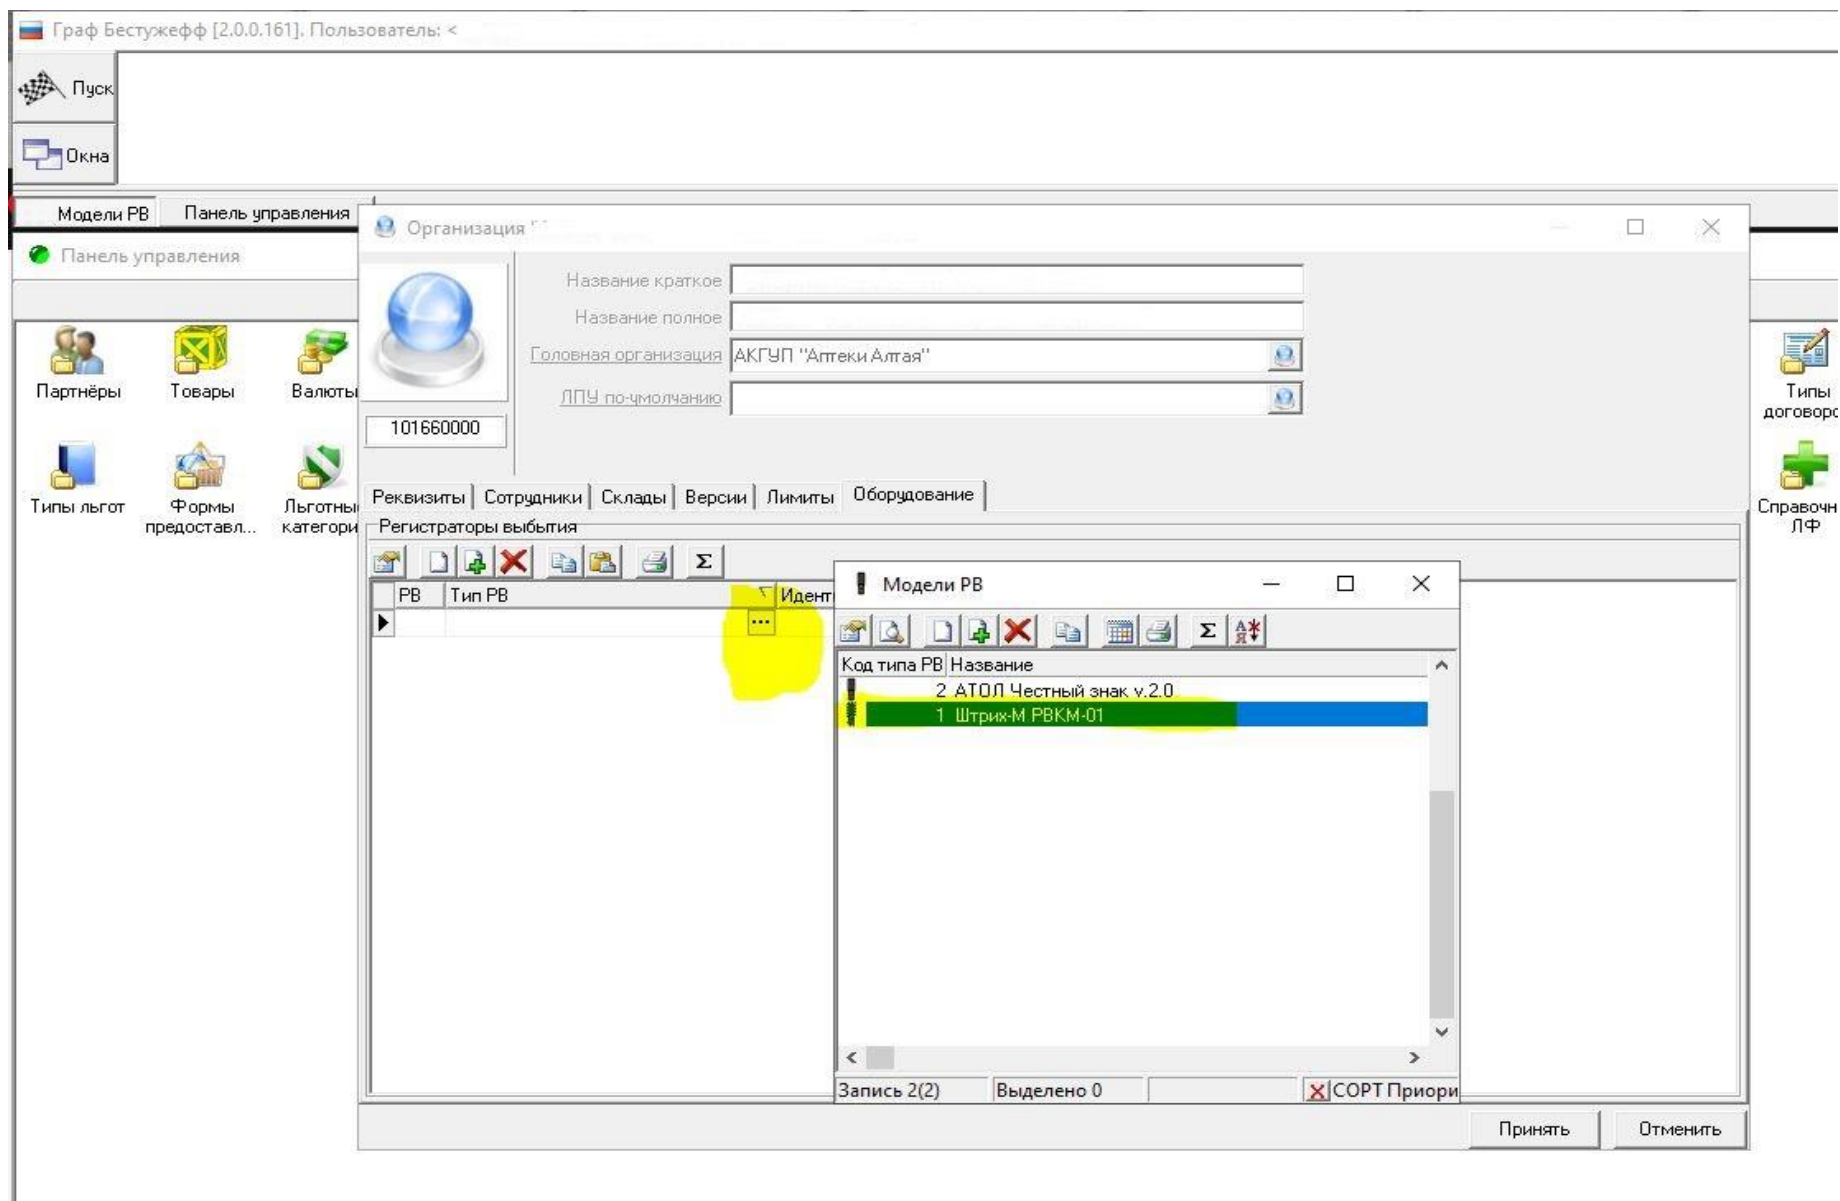 Граф Бестужефф [2.0.0.161]. Пользователь: <
Пуск
Окна
Модели РВ Панель управления
Организация
Панель управления
Название краткое
Название полное
Головная организация АКГУП "Аптеки Алтая"
ЛПУ по-умолчанию
101660000
Партнёры Товары Валюты
Типы договоро
Типы льгот Формы предоставл... Льготны категори
Справочн ЛФ
Реквизиты Сотрудники Склады Версии Лимиты Оборудование
Регистраторы выбытия
РВ Тип РВ Идент
Модели РВ
Код типа РВ Название
2 АТОЛ Честный знак v.2.0
1 Штрих-М РВКМ-01
Запись 2(2) Выделено 0 СОРТ Приори
Принять Отменить